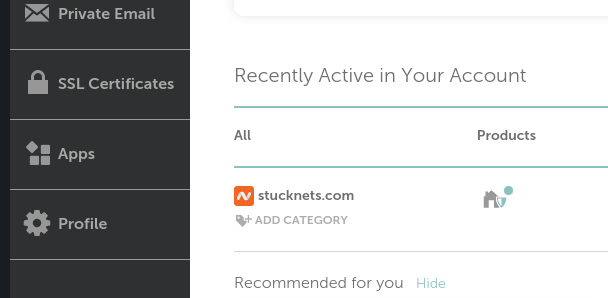 Private Email
SSL Certificates
Apps
Profile
Recently Active in Your Account
All Products
stucknets.com
ADD CATEGORY
Recommended for you Hide